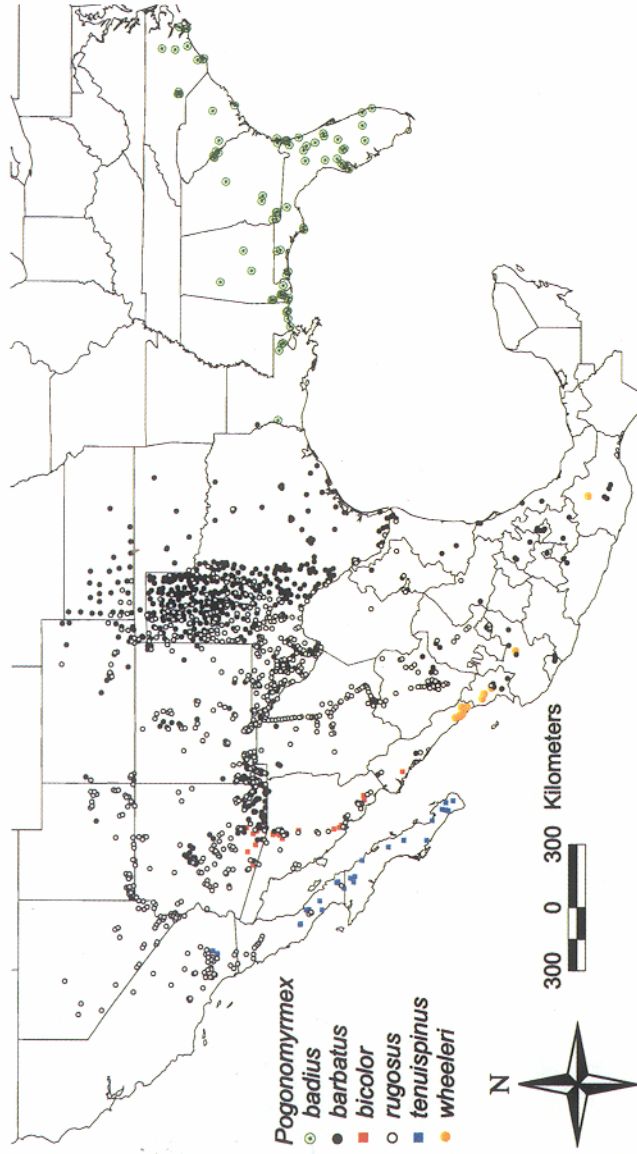 Pogonomyrmex
badius
barbatus
bicolor
rugosus
tenuispinus
wheeleri
N
300 0 300 Kilometers